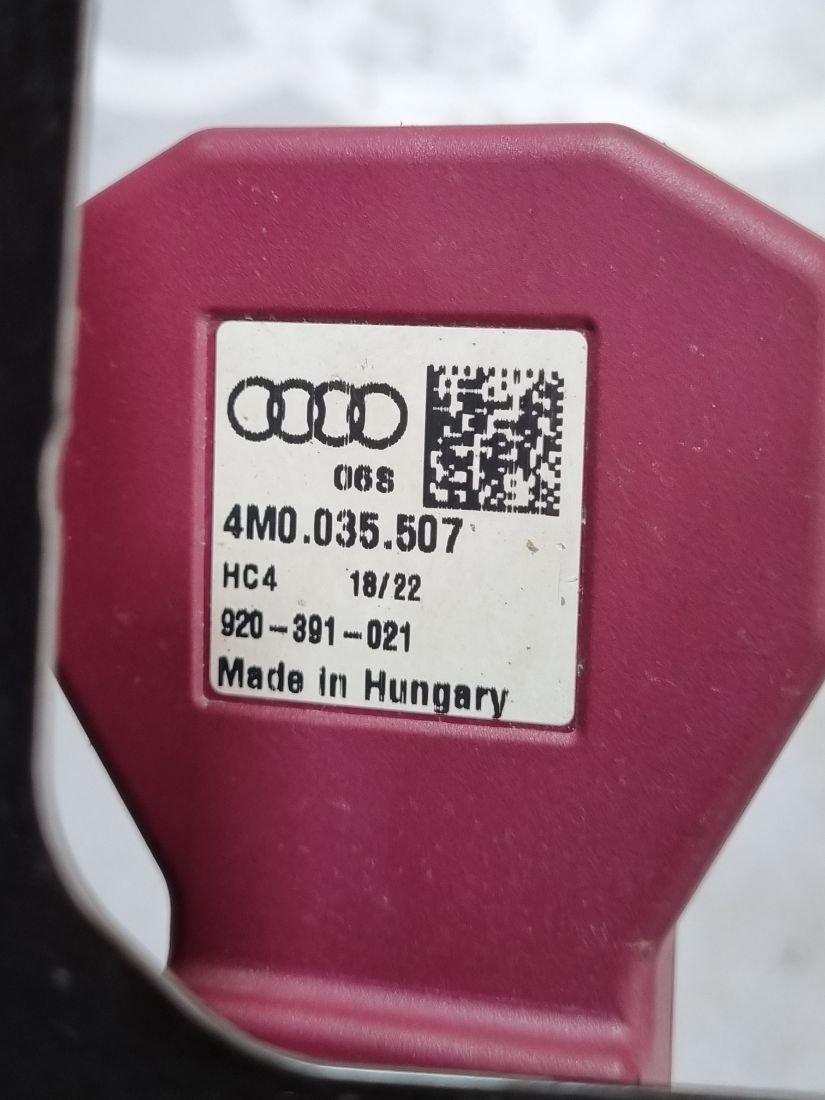 06S
4M0.035.507
HC4 18/22
920-391-021
Made in Hungary